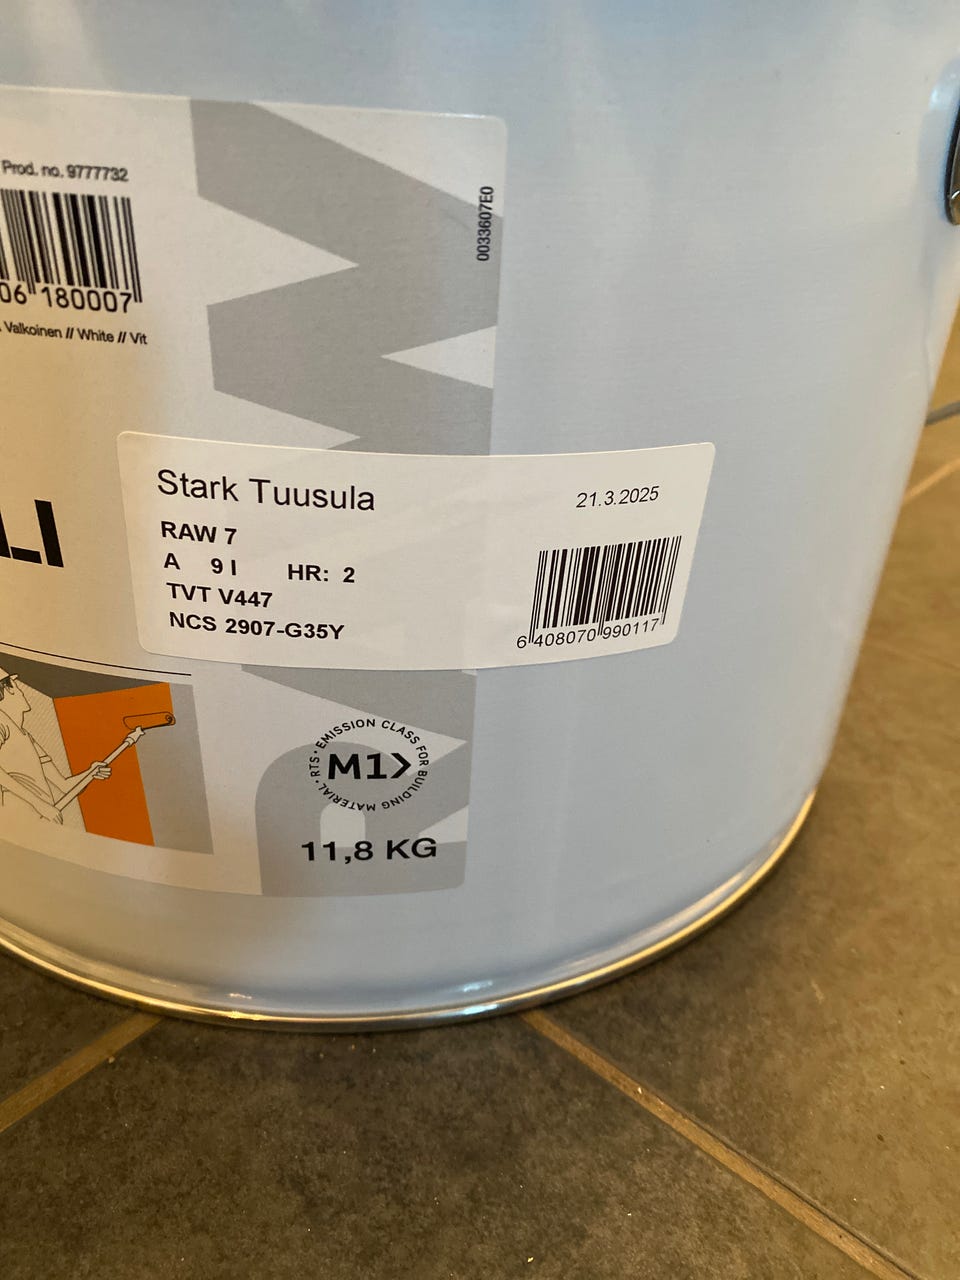 Prod. no. 9777732
06 180007
Valkoinen // White // Vit
0033607E0
LI
Stark Tuusula
21.3.2025
RAW 7
A 9 l HR: 2
TVT V447
NCS 2907-G35Y
6 408070 990117
RTS · EMISSION CLASS FOR BUILDING MATERIAL ·
M1
11,8 KG